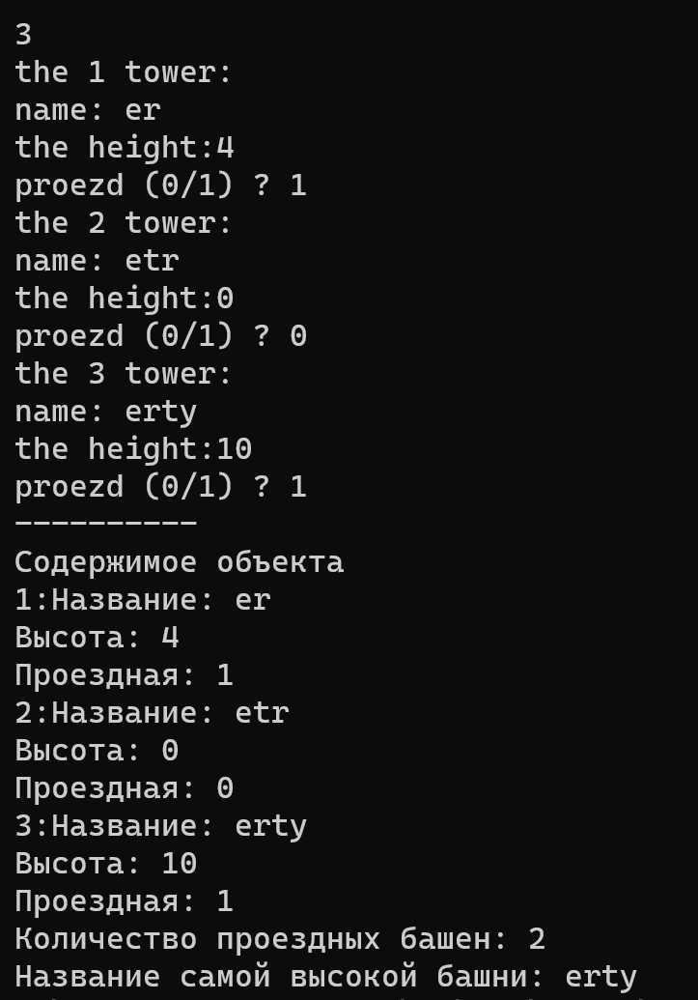 3
the 1 tower:
name: er
the height:4
proezd (0/1) ? 1
the 2 tower:
name: etr
the height:0
proezd (0/1) ? 0
the 3 tower:
name: erty
the height:10
proezd (0/1) ? 1
----------
Содержимое объекта
1:Название: er
Высота: 4
Проездная: 1
2:Название: etr
Высота: 0
Проездная: 0
3:Название: erty
Высота: 10
Проездная: 1
Количество проездных башен: 2
Название самой высокой башни: erty